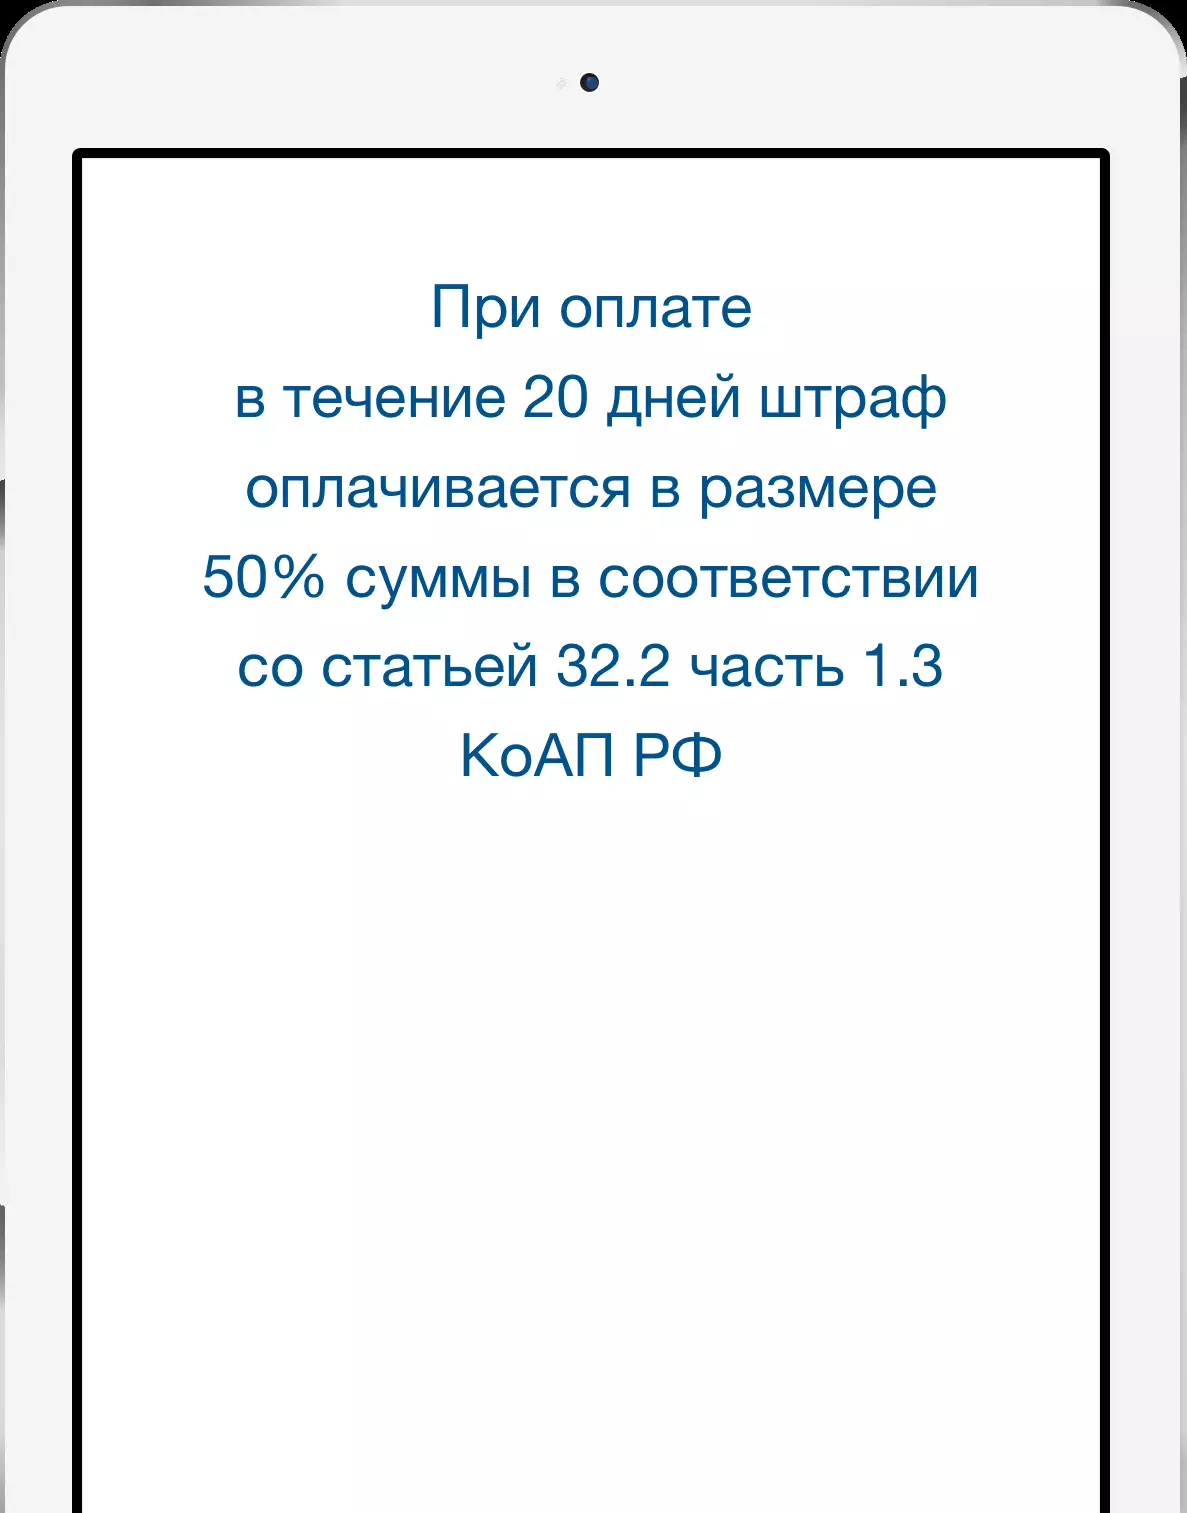 При оплате
в течение 20 дней штраф
оплачивается в размере
50% суммы в соответствии
со статьей 32.2 часть 1.3
КоАП РФ